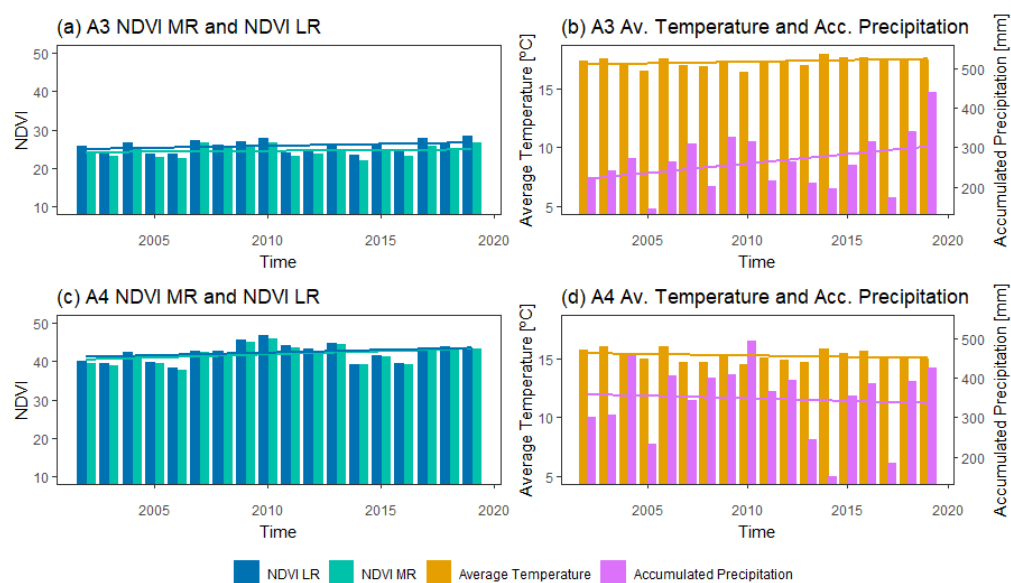 (a) A3 NDVI MR and NDVI LR
50
40
30
20
10
NDVI
2005
2010
2015
2020
Time
(b) A3 Av. Temperature and Acc. Precipitation
Average Temperature [ºC]
15
10
5
500
400
300
200
Accumulated Precipitation [mm]
2005
2010
2015
2020
Time
(c) A4 NDVI MR and NDVI LR
50
40
30
20
10
NDVI
2005
2010
2015
2020
Time
(d) A4 Av. Temperature and Acc. Precipitation
Average Temperature [ºC]
15
10
5
500
400
300
200
Accumulated Precipitation [mm]
2005
2010
2015
2020
Time
NDVI LR
NDVI MR
Average Temperature
Accumulated Precipitation